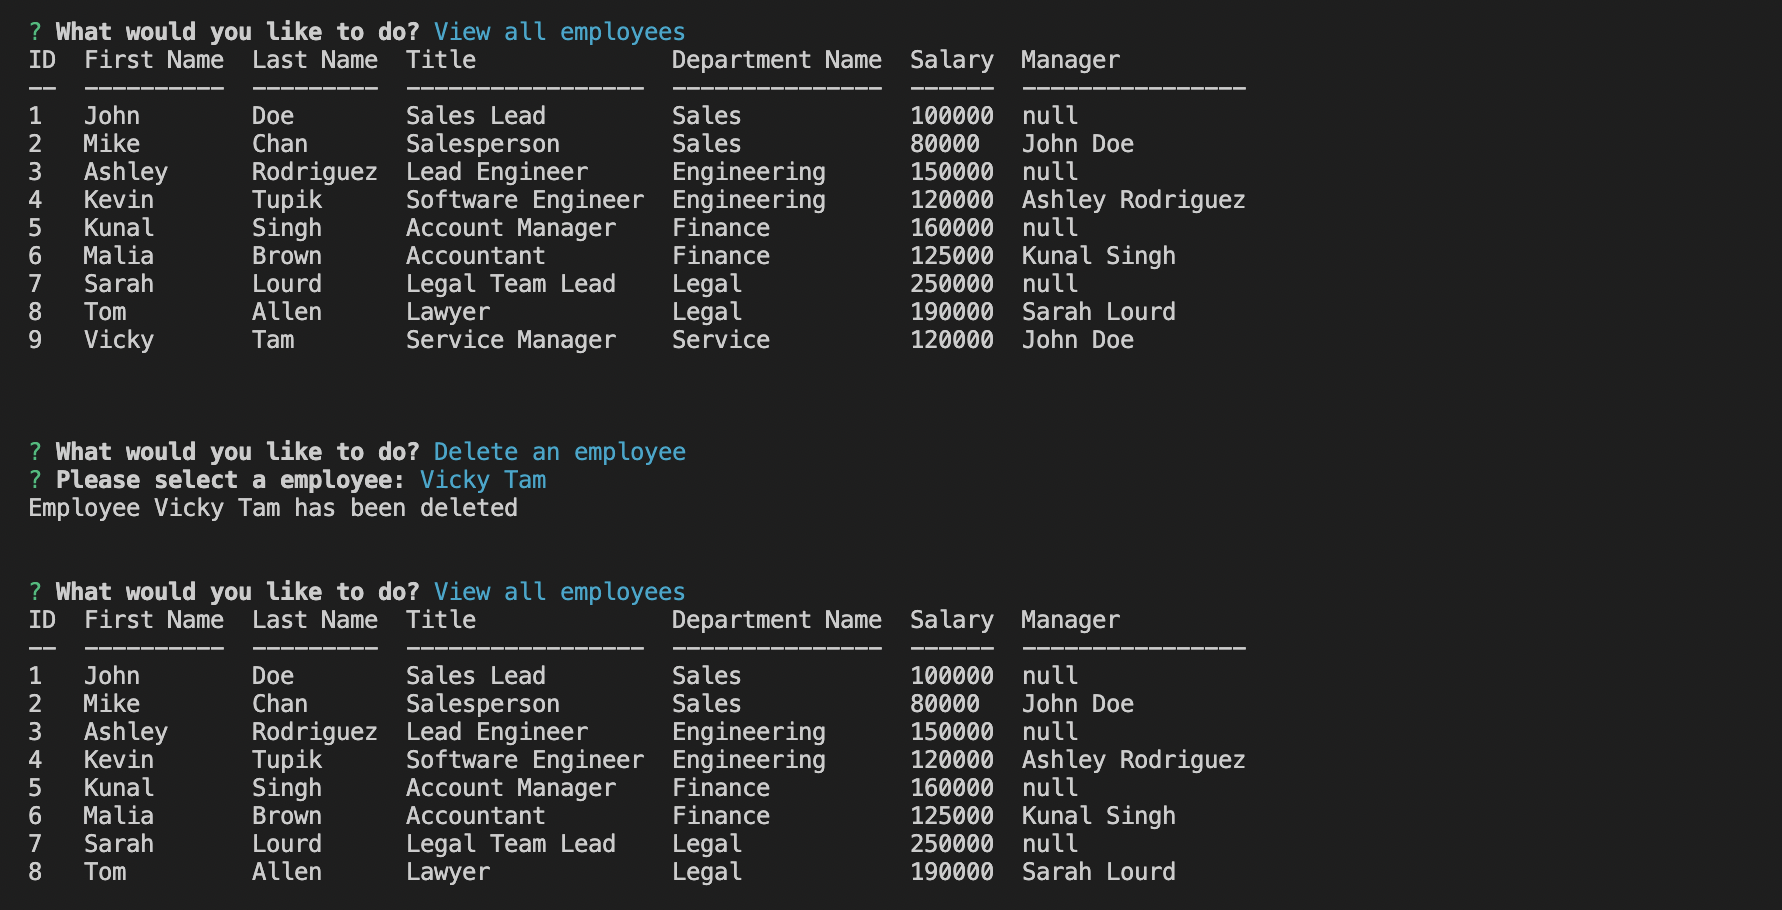 ? What would you like to do? View all employees
ID  First Name  Last Name  Title              Department Name  Salary  Manager
--  ----------  ---------  -----------------  ---------------  ------  ----------------
1   John        Doe        Sales Lead         Sales            100000  null
2   Mike        Chan       Salesperson        Sales            80000   John Doe
3   Ashley      Rodriguez  Lead Engineer      Engineering      150000  null
4   Kevin       Tupik      Software Engineer  Engineering      120000  Ashley Rodriguez
5   Kunal       Singh      Account Manager    Finance          160000  null
6   Malia       Brown      Accountant         Finance          125000  Kunal Singh
7   Sarah       Lourd      Legal Team Lead    Legal            250000  null
8   Tom         Allen      Lawyer             Legal            190000  Sarah Lourd
9   Vicky       Tam        Service Manager    Service          120000  John Doe
? What would you like to do? Delete an employee
? Please select a employee: Vicky Tam
Employee Vicky Tam has been deleted
? What would you like to do? View all employees
ID  First Name  Last Name  Title              Department Name  Salary  Manager
--  ----------  ---------  -----------------  ---------------  ------  ----------------
1   John        Doe        Sales Lead         Sales            100000  null
2   Mike        Chan       Salesperson        Sales            80000   John Doe
3   Ashley      Rodriguez  Lead Engineer      Engineering      150000  null
4   Kevin       Tupik      Software Engineer  Engineering      120000  Ashley Rodriguez
5   Kunal       Singh      Account Manager    Finance          160000  null
6   Malia       Brown      Accountant         Finance          125000  Kunal Singh
7   Sarah       Lourd      Legal Team Lead    Legal            250000  null
8   Tom         Allen      Lawyer             Legal            190000  Sarah Lourd